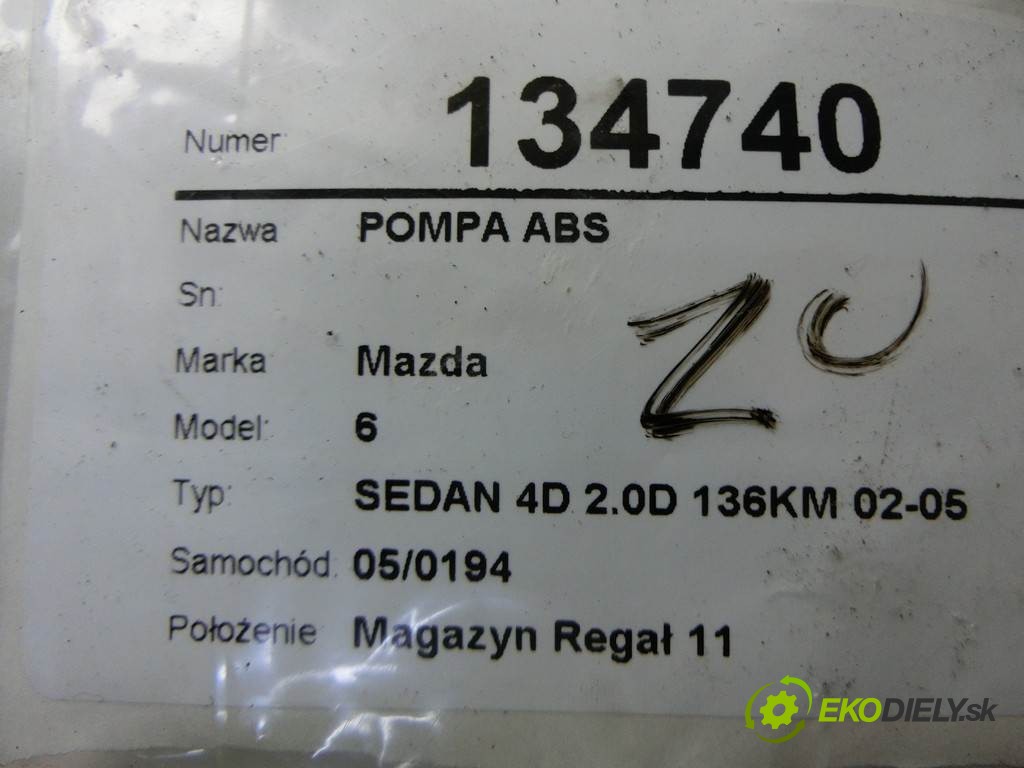 Numer: 134740
Nazwa POMPA ABS
Sn:
Marka Mazda
Model: 6
Typ: SEDAN 4D 2.0D 136KM 02-05
Samochód: 05/0194
Położenie Magazyn Regał 11
20
EKODIELY.sk